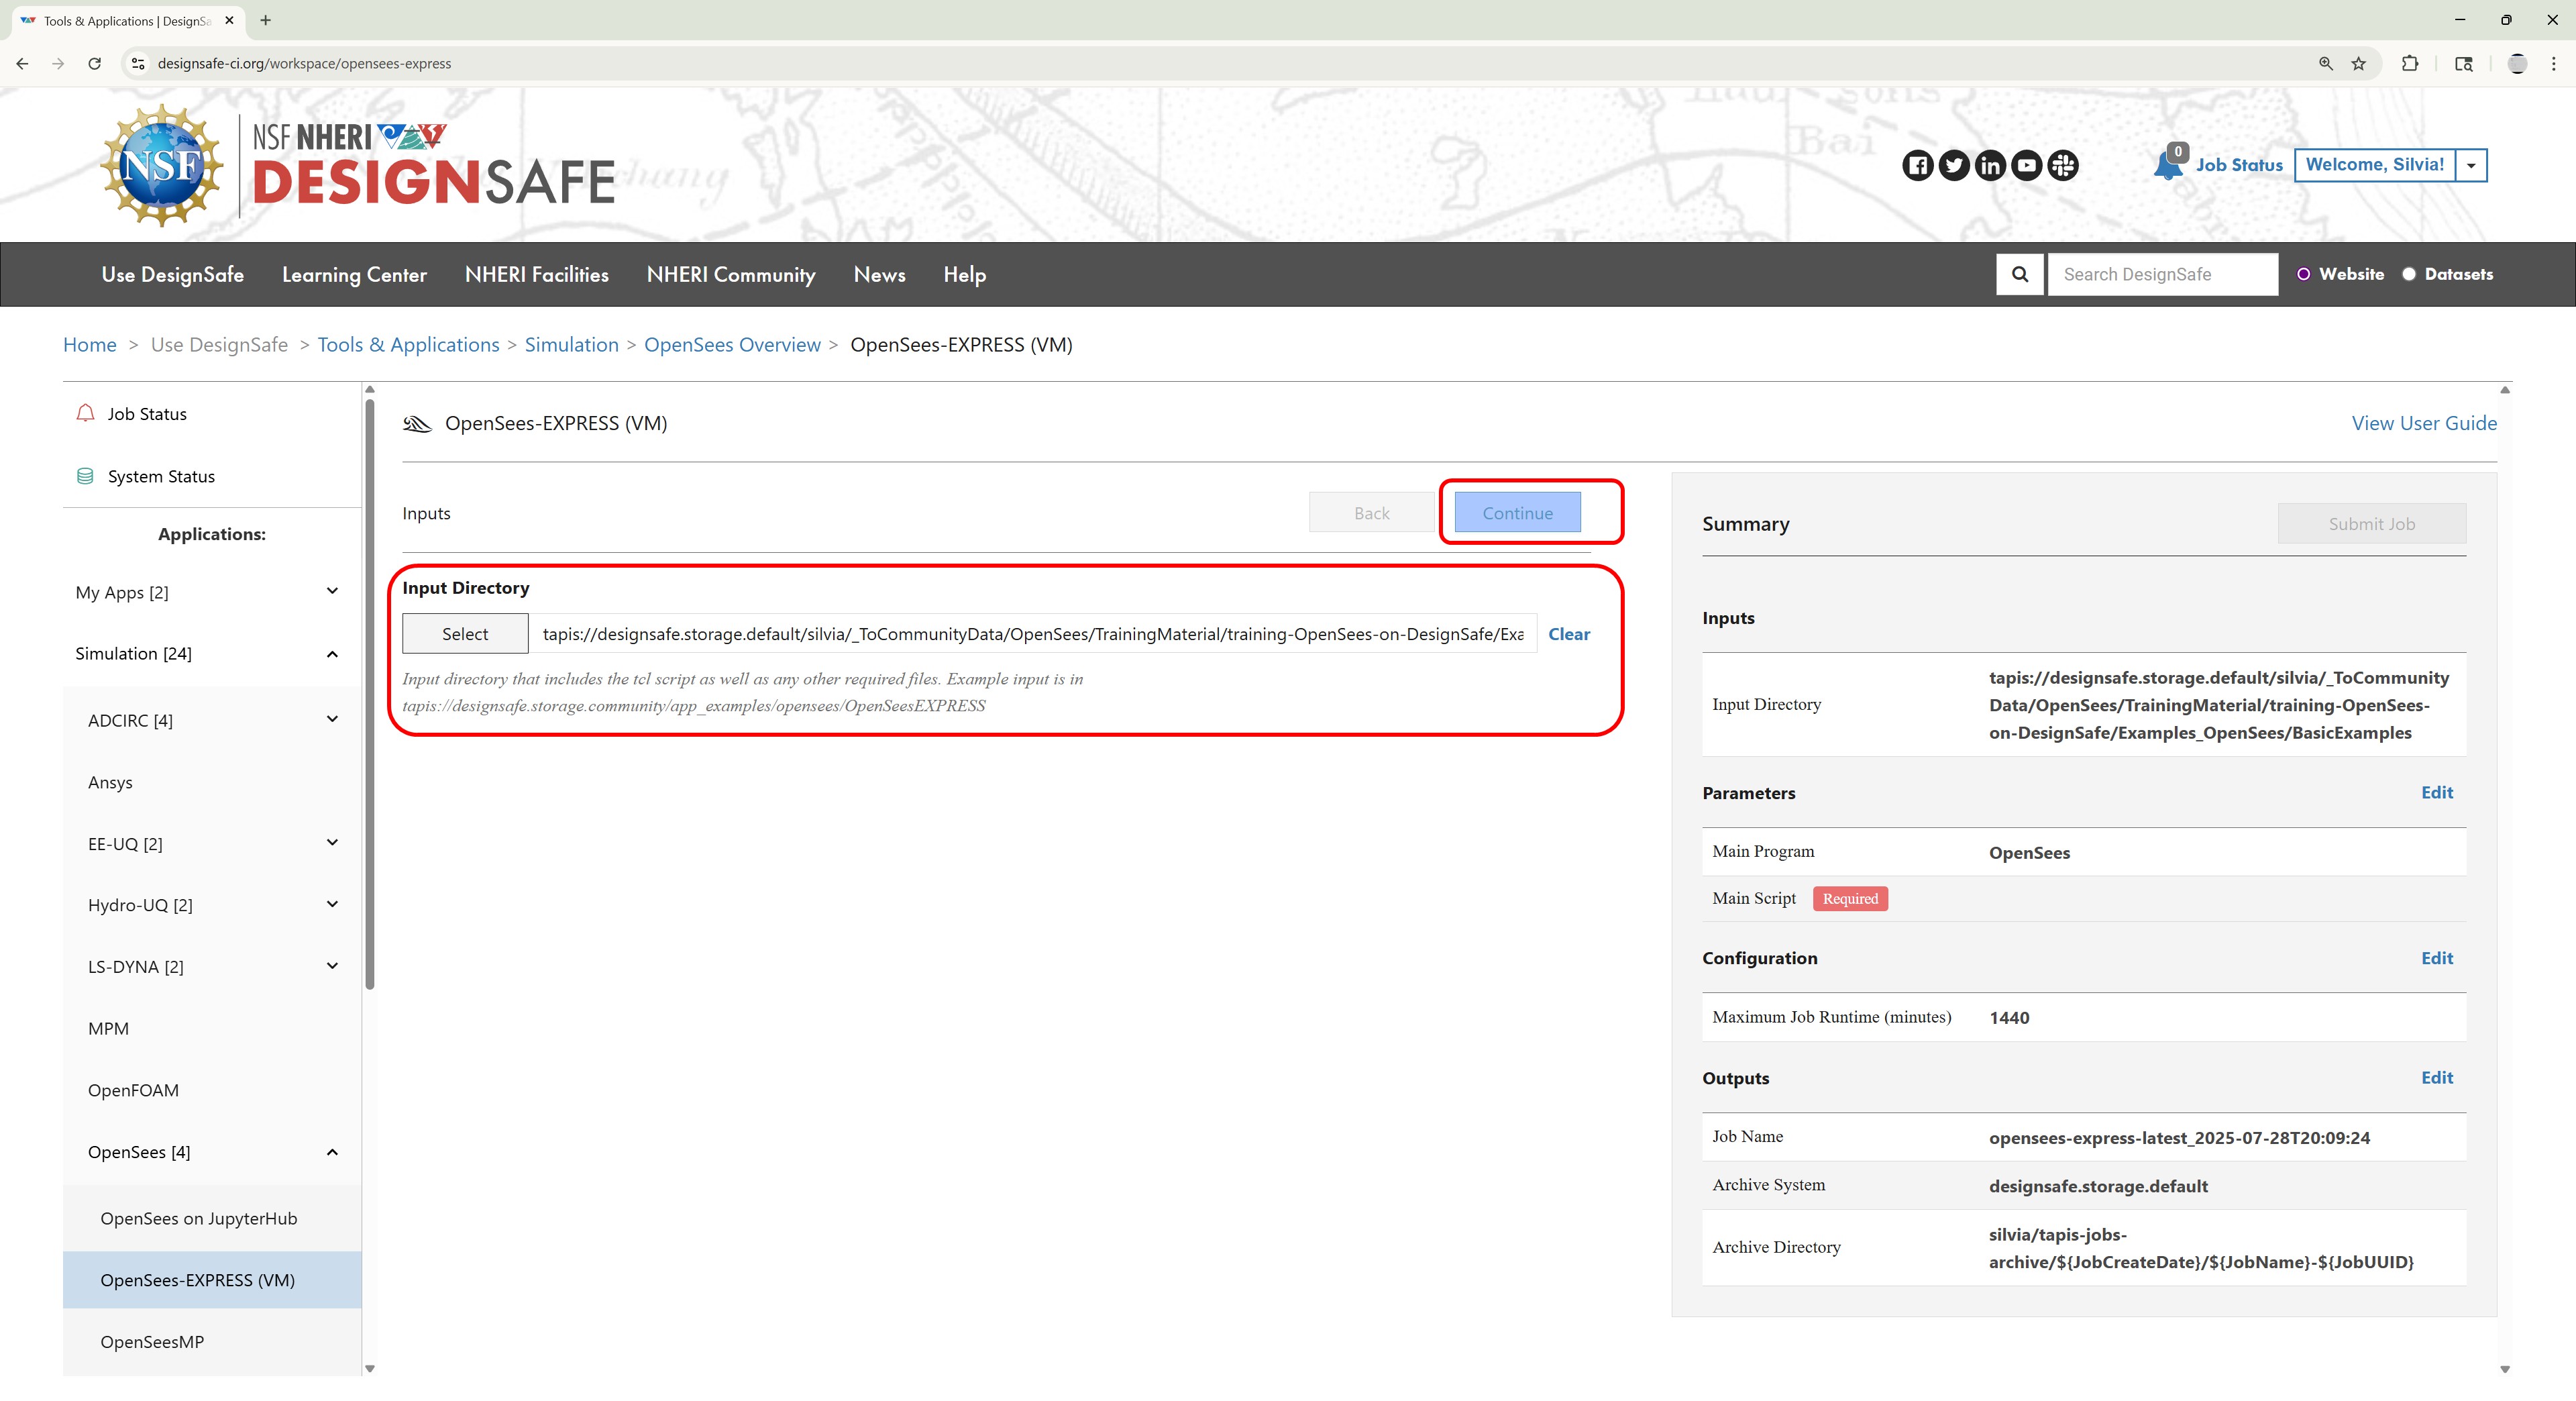 Tools & Applications | DesignSa
designsafe-ci.org/workspace/opensees-express
NSF
NSF NHERI
DESIGNSAFE
0
Job Status
Welcome, Silvia!
Use DesignSafe
Learning Center
NHERI Facilities
NHERI Community
News
Help
Search DesignSafe
Website
Datasets
Home > Use DesignSafe > Tools & Applications > Simulation > OpenSees Overview > OpenSees-EXPRESS (VM)
Job Status
System Status
Applications:
My Apps [2]
Simulation [24]
ADCIRC [4]
Ansys
EE-UQ [2]
Hydro-UQ [2]
LS-DYNA [2]
MPM
OpenFOAM
OpenSees [4]
OpenSees on JupyterHub
OpenSees-EXPRESS (VM)
OpenSeesMP
OpenSees-EXPRESS (VM)
View User Guide
Inputs
Back
Continue
Input Directory
Select
tapis://designsafe.storage.default/silvia/_ToCommunityData/OpenSees/TrainingMaterial/training-OpenSees-on-DesignSafe/Exa
Clear
Input directory that includes the tcl script as well as any other required files. Example input is in
tapis://designsafe.storage.community/app_examples/opensees/OpenSeesEXPRESS
Summary
Submit Job
Inputs
Input Directory
tapis://designsafe.storage.default/silvia/_ToCommunity
Data/OpenSees/TrainingMaterial/training-OpenSees-
on-DesignSafe/Examples_OpenSees/BasicExamples
Parameters
Edit
Main Program
OpenSees
Main Script
Required
Configuration
Edit
Maximum Job Runtime (minutes)
1440
Outputs
Edit
Job Name
opensees-express-latest_2025-07-28T20:09:24
Archive System
designsafe.storage.default
Archive Directory
silvia/tapis-jobs-
archive/${JobCreateDate}/${JobName}-${JobUUID}